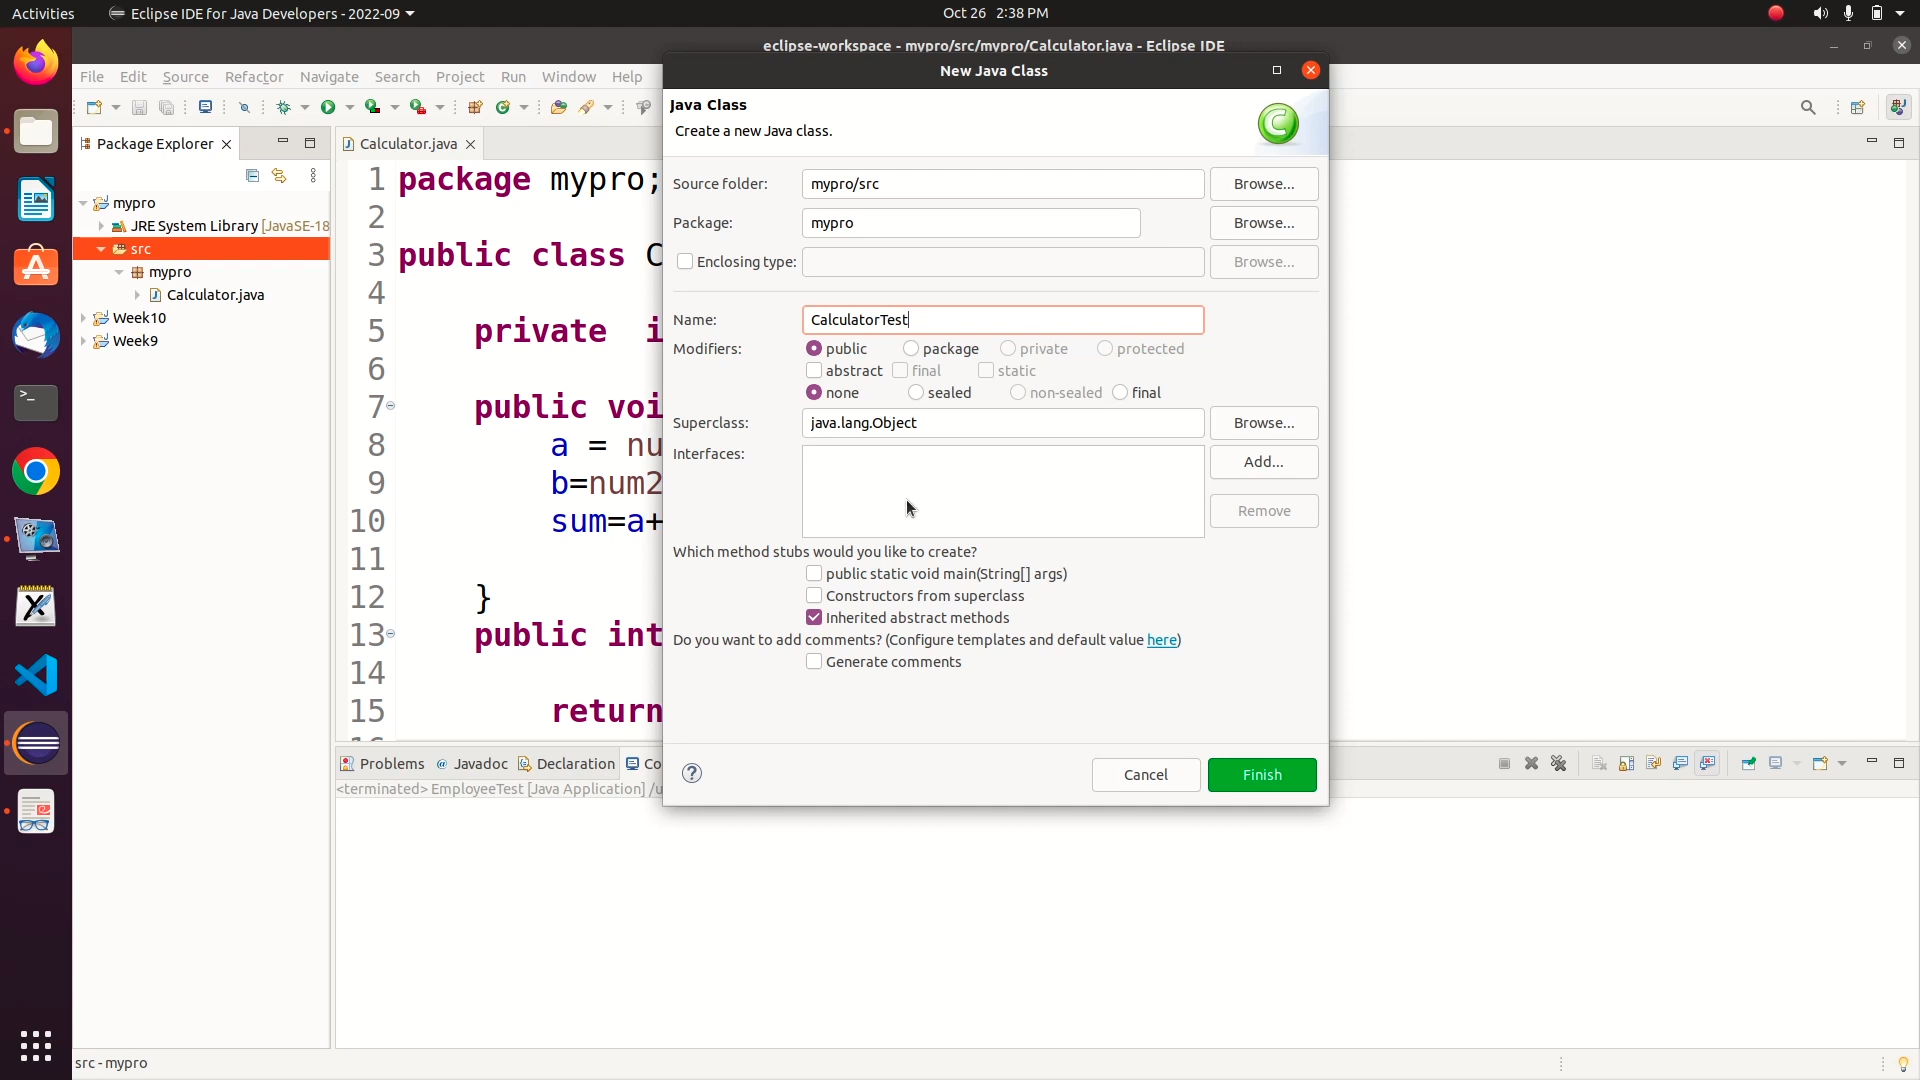 Activities
Eclipse IDE for Java Developers - 2022-09
Oct 26 2:38 PM
eclipse-workspace - mypro/src/mypro/Calculator.java - Eclipse IDE
File Edit Source Refactor Navigate Search Project Run Window Help
Package Explorer
mypro
JRE System Library [JavaSE-18
src
mypro
Calculator.java
Week10
Week9
Calculator.java
1 package mypro;
2
3 public class C
4
5 private i
6
7 public voi
8 a = nu
9 b=num2
10 sum=a+
11
12 }
13 public int
14
15 return
New Java Class
Java Class
Create a new Java class.
Source folder: mypro/src Browse...
Package: mypro Browse...
Enclosing type: Browse...
Name: CalculatorTest
Modifiers: public package private protected
abstract final static
none sealed non-sealed final
Superclass: java.lang.Object Browse...
Interfaces: Add...
Remove
Which method stubs would you like to create?
public static void main(String[] args)
Constructors from superclass
Inherited abstract methods
Do you want to add comments? (Configure templates and default value here)
Generate comments
Cancel Finish
Problems Javadoc Declaration Co
<terminated> EmployeeTest [Java Application] /u
src - mypro